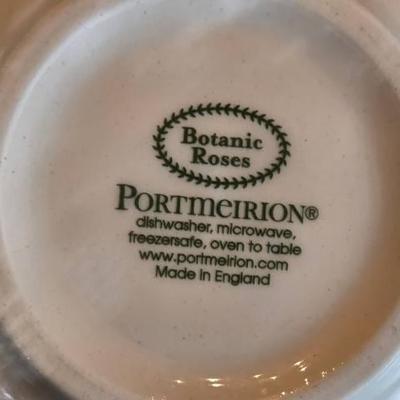 Botanic
Roses
PORTMEIRION®
dishwasher, microwave,
freezersafe, oven to table
www.portmeirion.com
Made in England